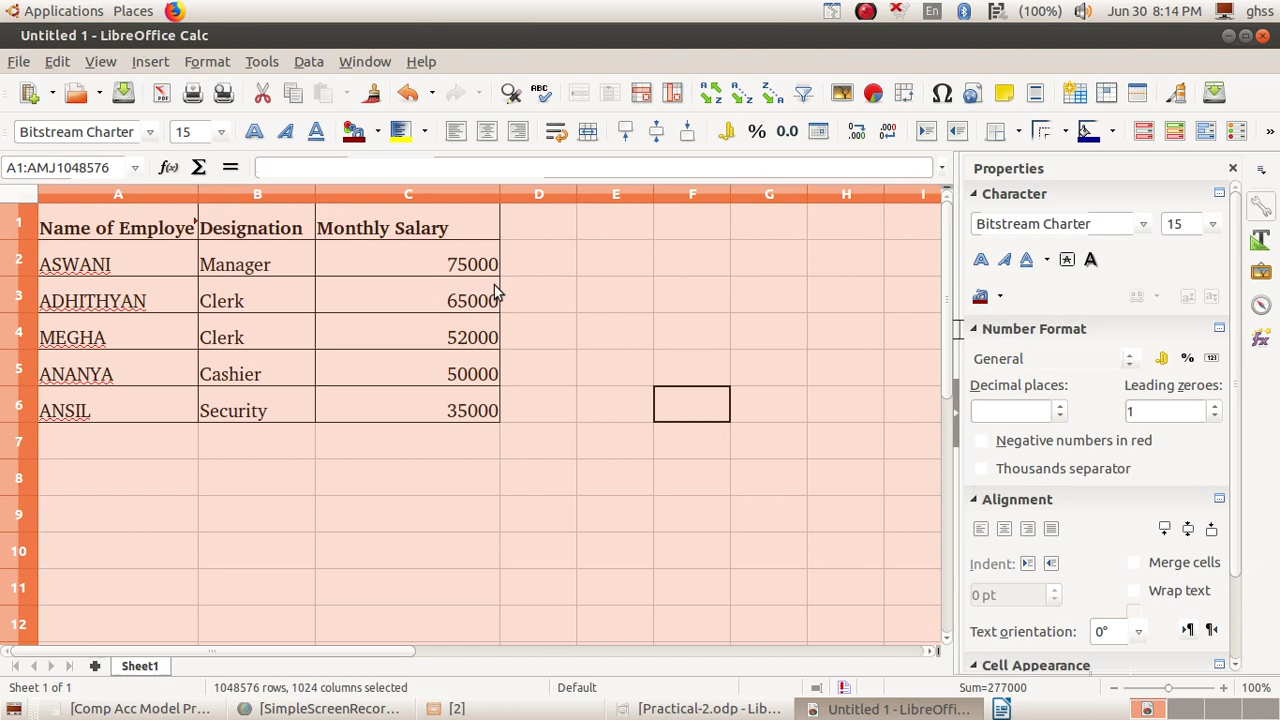 Applications Places En (100%) Jun 30 8:14 PM ghss
Untitled 1 - LibreOffice Calc
File Edit View Insert Format Tools Data Window Help
Bitstream Charter 15
A1:AMJ1048576
Properties
Character
Bitstream Charter 15
Number Format
General
Decimal places: Leading zeroes:
1
Negative numbers in red
Thousands separator
Alignment
Indent: Merge cells
0 pt Wrap text
Text orientation: 0°
Cell Appearance
A B C D E F G H I
1 Name of Employe Designation Monthly Salary
2 ASWANI Manager 75000
3 ADHITHYAN Clerk 65000
4 MEGHA Clerk 52000
5 ANANYA Cashier 50000
6 ANSIL Security 35000
7
8
9
10
11
12
Sheet1
Sheet 1 of 1 1048576 rows, 1024 columns selected Default Sum=277000 100%
[Comp Acc Model Pr... [SimpleScreenRecor... [2] [Practical-2.odp - Lib... Untitled 1 - LibreOffi...